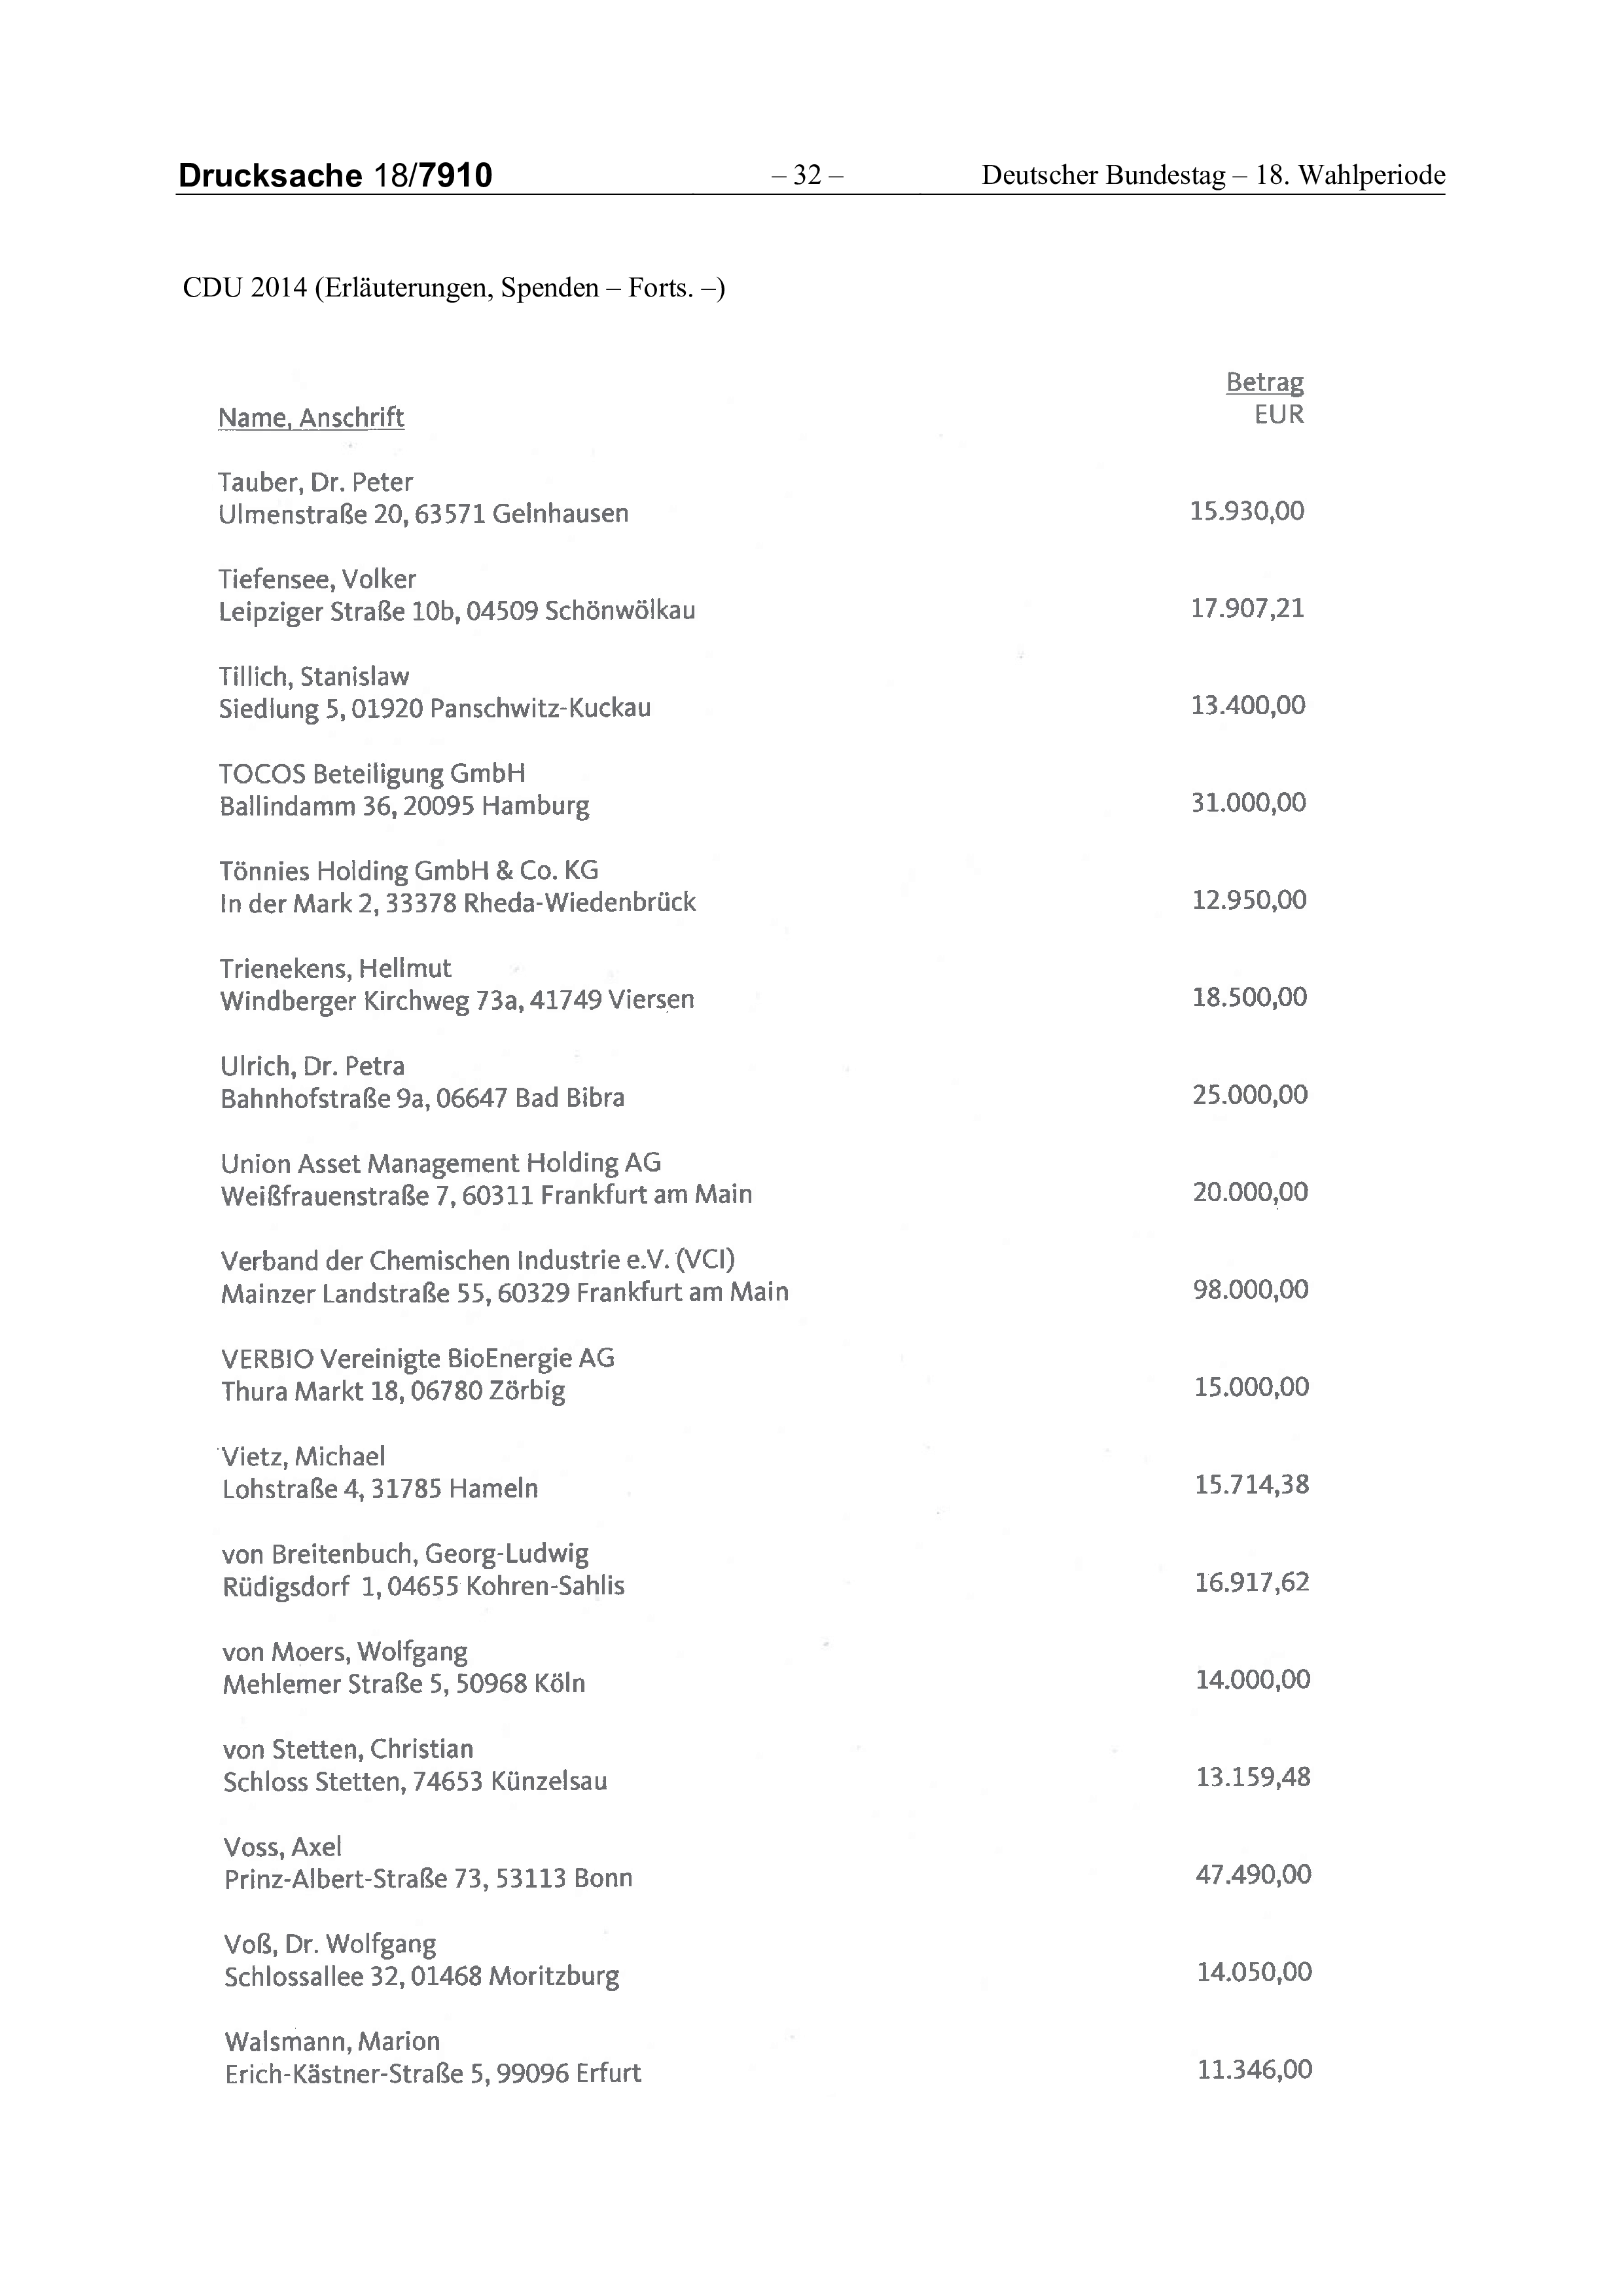 Drucksache 18/7910 – 32 – Deutscher Bundestag – 18. Wahlperiode
CDU 2014 (Erläuterungen, Spenden – Forts. –)
Betrag
Name, Anschrift EUR
Tauber, Dr. Peter
Ulmenstraße 20, 63571 Gelnhausen 15.930,00
Tiefensee, Volker
Leipziger Straße 10b, 04509 Schönwölkau 17.907,21
Tillich, Stanislaw
Siedlung 5, 01920 Panschwitz-Kuckau 13.400,00
TOCOS Beteiligung GmbH
Ballindamm 36, 20095 Hamburg 31.000,00
Tönnies Holding GmbH & Co. KG
In der Mark 2, 33378 Rheda-Wiedenbrück 12.950,00
Trienekens, Hellmut
Windberger Kirchweg 73a, 41749 Viersen 18.500,00
Ulrich, Dr. Petra
Bahnhofstraße 9a, 06647 Bad Bibra 25.000,00
Union Asset Management Holding AG
Weißfrauenstraße 7, 60311 Frankfurt am Main 20.000,00
Verband der Chemischen Industrie e.V. (VCI)
Mainzer Landstraße 55, 60329 Frankfurt am Main 98.000,00
VERBIO Vereinigte BioEnergie AG
Thura Markt 18, 06780 Zörbig 15.000,00
Vietz, Michael
Lohstraße 4, 31785 Hameln 15.714,38
von Breitenbuch, Georg-Ludwig
Rüdigsdorf 1, 04655 Kohren-Sahlis 16.917,62
von Moers, Wolfgang
Mehlemer Straße 5, 50968 Köln 14.000,00
von Stetten, Christian
Schloss Stetten, 74653 Künzelsau 13.159,48
Voss, Axel
Prinz-Albert-Straße 73, 53113 Bonn 47.490,00
Voß, Dr. Wolfgang
Schlossallee 32, 01468 Moritzburg 14.050,00
Walsmann, Marion
Erich-Kästner-Straße 5, 99096 Erfurt 11.346,00